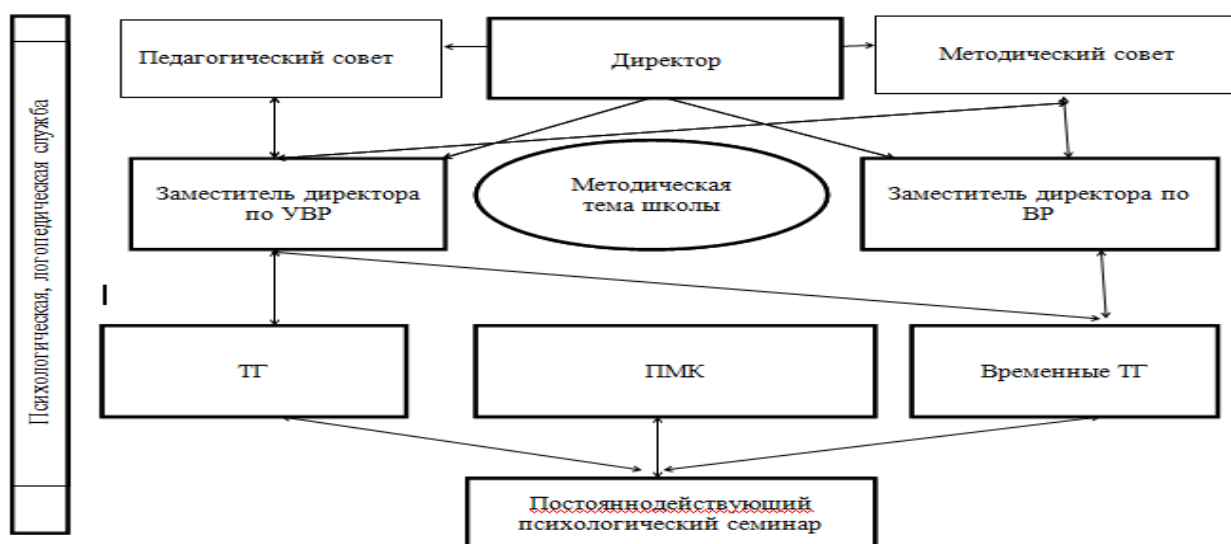 Психологическая, логопедическая служба
Педагогический совет
Директор
Методический совет
Заместитель директора
по УВР
Методическая
тема школы
Заместитель директора по
ВР
ТГ
ПМК
Временные ТГ
Постояннодействующий
психологический семинар